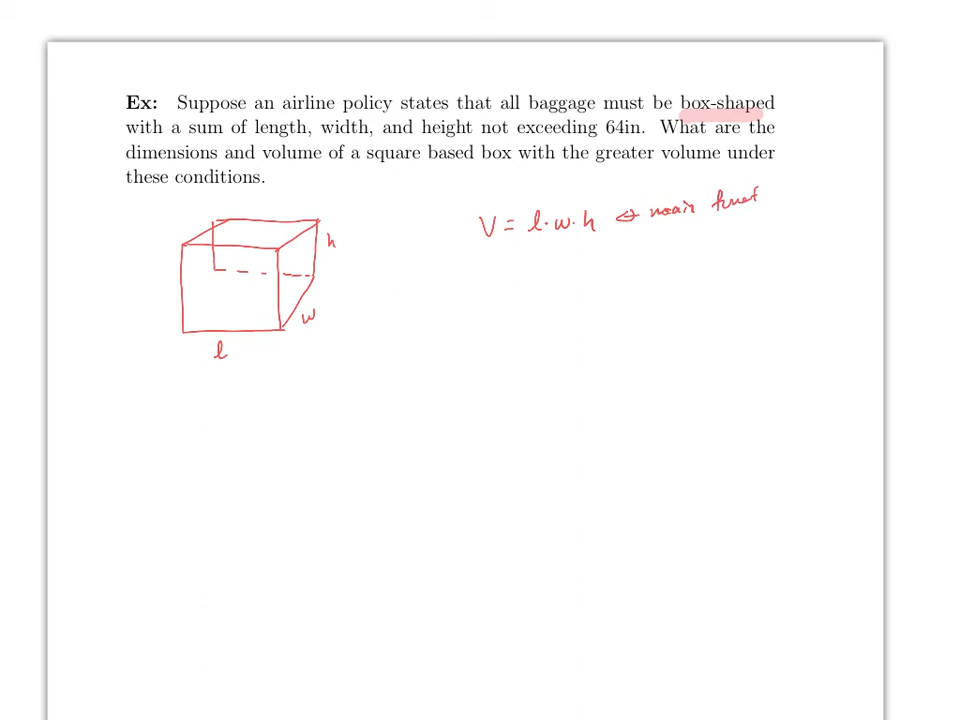 Ex: Suppose an airline policy states that all baggage must be box-shaped
with a sum of length, width, and height not exceeding 64in. What are the
dimensions and volume of a square based box with the greater volume under
these conditions.
V = l·w·h ⇔ main funct
h
w
l